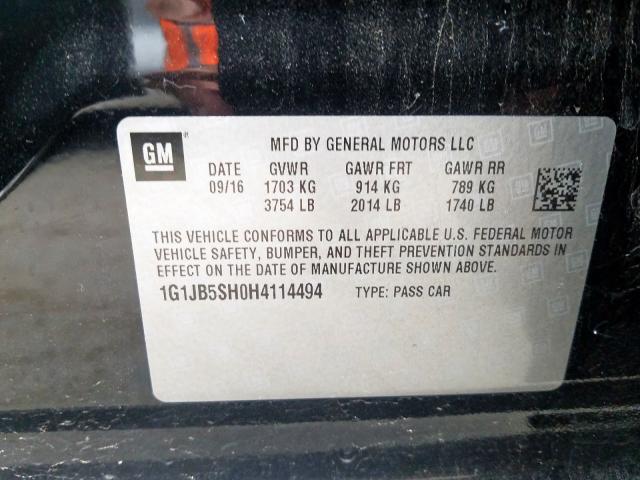 GM
MFD BY GENERAL MOTORS LLC
DATE GVWR GAWR FRT GAWR RR
09/16 1703 KG 914 KG 789 KG
3754 LB 2014 LB 1740 LB
THIS VEHICLE CONFORMS TO ALL APPLICABLE U.S. FEDERAL MOTOR
VEHICLE SAFETY, BUMPER, AND THEFT PREVENTION STANDARDS IN
EFFECT ON THE DATE OF MANUFACTURE SHOWN ABOVE.
1G1JB5SH0H4114494 TYPE: PASS CAR